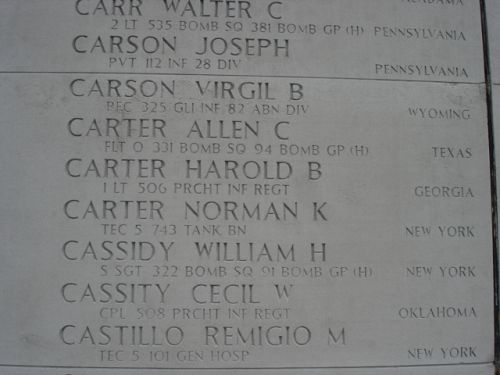 CARR WALTER C ALABAMA
2 LT 535 BOMB SQ 381 BOMB GP (H) PENNSYLVANIA
CARSON JOSEPH
PVT 112 INF 28 DIV PENNSYLVANIA
CARSON VIRGIL B
PFC 325 GLI INF 82 ABN DIV WYOMING
CARTER ALLEN C
FLT O 331 BOMB SQ 94 BOMB GP (H) TEXAS
CARTER HAROLD B
1 LT 506 PRCHT INF REGT GEORGIA
CARTER NORMAN K
TEC 5 743 TANK BN NEW YORK
CASSIDY WILLIAM H
S SGT 322 BOMB SQ 91 BOMB GP (H) NEW YORK
CASSITY CECIL W
CPL 508 PRCHT INF REGT OKLAHOMA
CASTILLO REMIGIO M
TEC 5 101 GEN HOSP NEW YORK